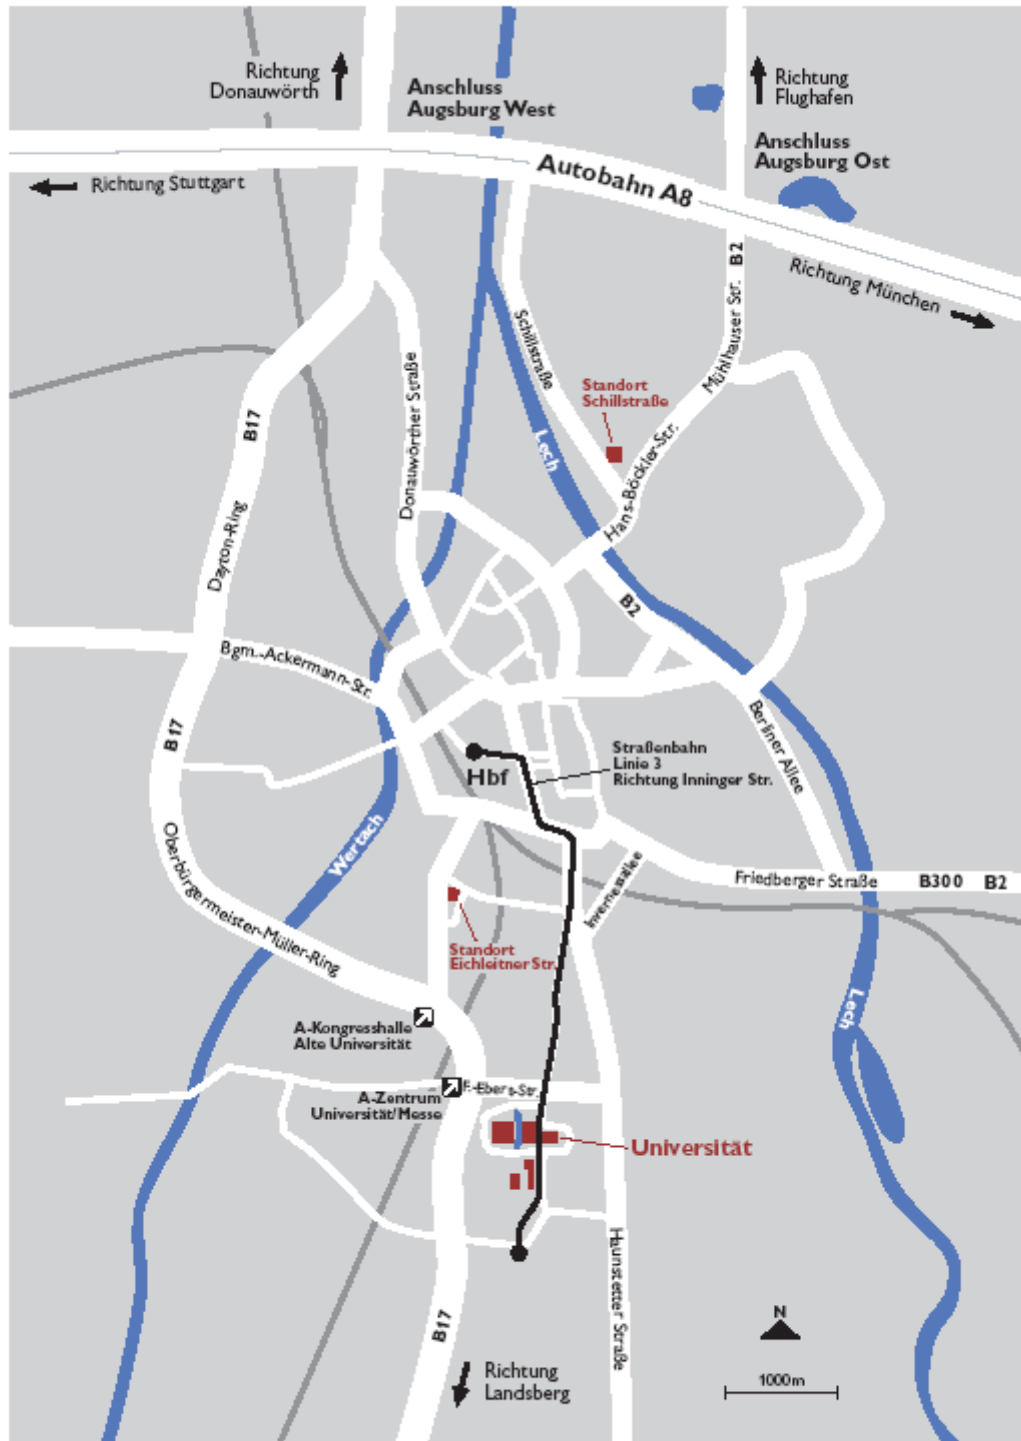 Richtung
Donauwörth
Anschluss
Augsburg West
Richtung
Flughafen
Anschluss
Augsburg Ost
Autobahn A8
Richtung Stuttgart
B2
Richtung München
Mühlhauser Str.
Schillstraße
Standort
Schillstraße
Donauwörther Straße
B17
Lech
Hans-Böckler-Str.
Dayton-Ring
B2
Bgm.-Ackermann-Str.
B17
Berliner Allee
Straßenbahn
Linie 3
Richtung Inninger Str.
Hbf
Wertach
Oberbürgermeister-Müller-Ring
Invernessallee
Friedberger Straße
B300
B2
Standort
Eichleitner Str.
Lech
A-Kongresshalle
Alte Universität
A-Zentrum
Universität/Messe
F.-Ebert-Str.
Universität
Haunstetter Straße
B17
N
Richtung
Landsberg
1000m